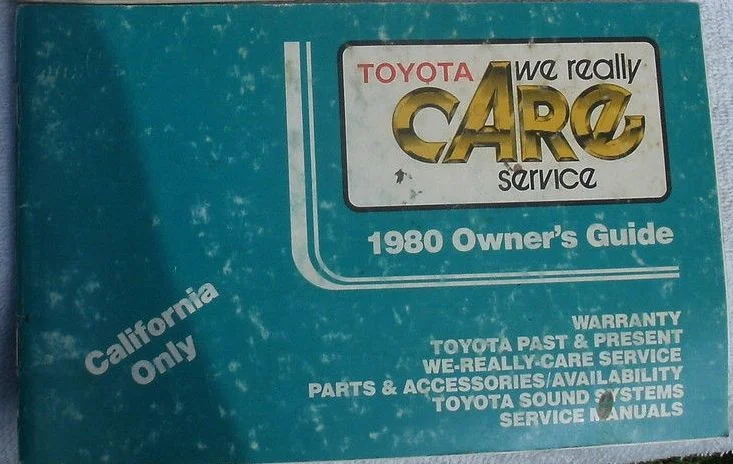 TOYOTA we really
CARE
service
1980 Owner's Guide
California
Only
WARRANTY
TOYOTA PAST & PRESENT
WE-REALLY-CARE SERVICE
PARTS & ACCESSORIES/AVAILABILITY
TOYOTA SOUND SYSTEMS
SERVICE MANUALS